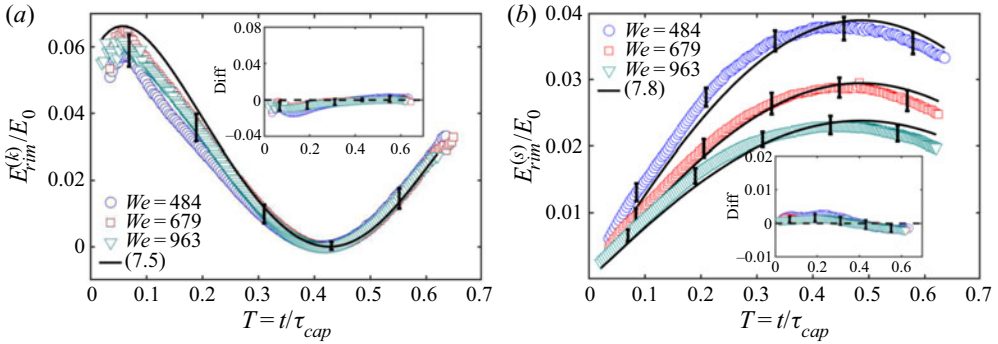 (a)
(b)
0.06
0.04
0.02
0
E_rim^(k)/E_0
0.08
0.04
0
−0.04
Diff
0 0.2 0.4 0.6
We = 484
We = 679
We = 963
(7.5)
0 0.1 0.2 0.3 0.4 0.5 0.6 0.7
T = t/τ_cap
0.04
0.03
0.02
0.01
E_rim^(s)/E_0
We = 484
We = 679
We = 963
(7.8)
0.02
0.01
0
−0.01
Diff
0 0.2 0.4 0.6
0 0.1 0.2 0.3 0.4 0.5 0.6 0.7
T = t/τ_cap